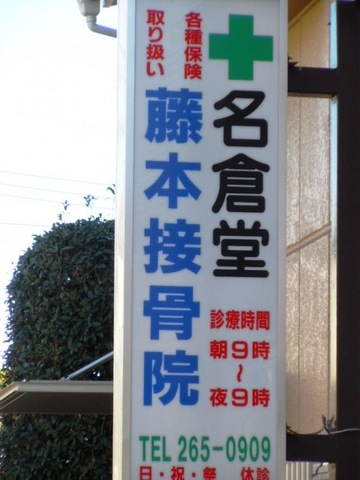 各種保険
取り扱い
名倉堂
藤本接骨院
診療時間
朝9時
〜
夜9時
TEL 265-0909
日・祝・祭 休診